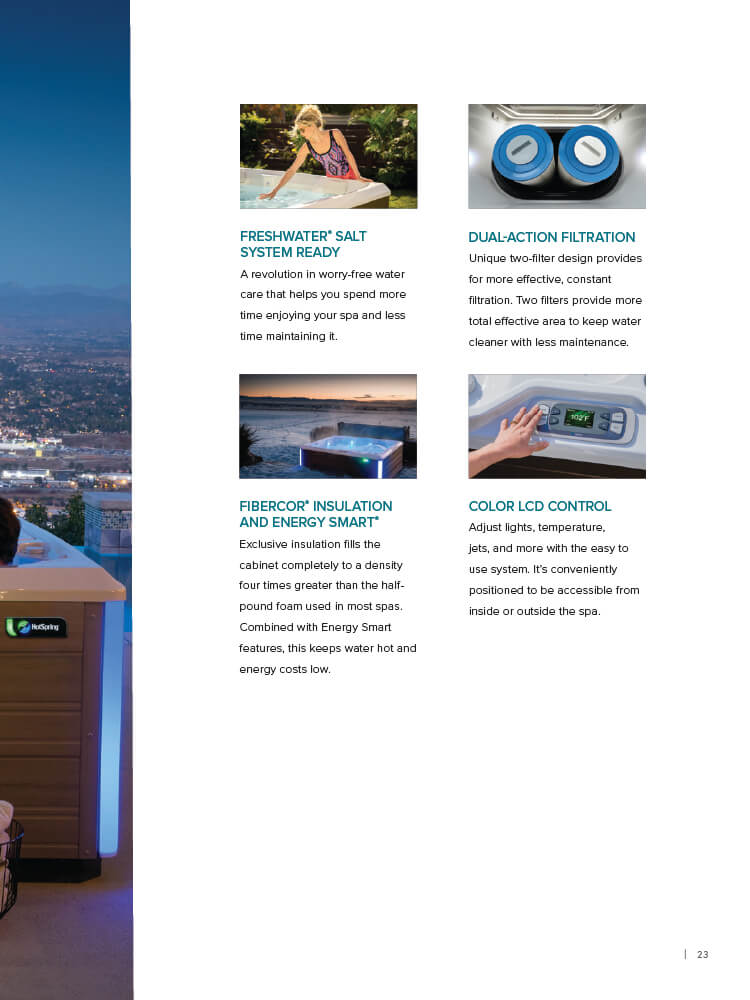 FRESHWATER® SALT
SYSTEM READY
A revolution in worry-free water
care that helps you spend more
time enjoying your spa and less
time maintaining it.
DUAL-ACTION FILTRATION
Unique two-filter design provides
for more effective, constant
filtration. Two filters provide more
total effective area to keep water
cleaner with less maintenance.
102°F
FIBERCOR® INSULATION
AND ENERGY SMART®
Exclusive insulation fills the
cabinet completely to a density
four times greater than the half-
pound foam used in most spas.
Combined with Energy Smart
features, this keeps water hot and
energy costs low.
COLOR LCD CONTROL
Adjust lights, temperature,
jets, and more with the easy to
use system. It’s conveniently
positioned to be accessible from
inside or outside the spa.
HotSpring
| 23